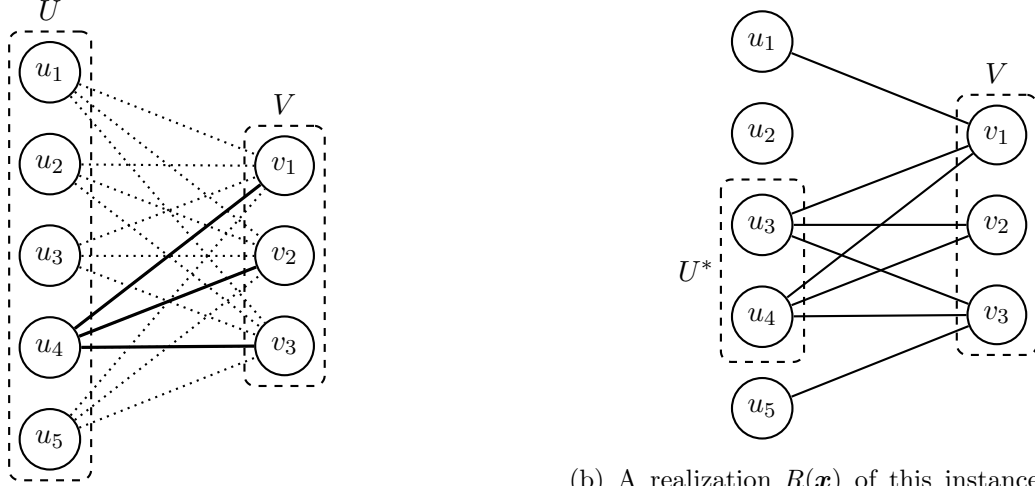 U
u₁
u₂
u₃
u₄
u₅
V
v₁
v₂
v₃
u₁
u₂
u₃
u₄
u₅
U*
V
v₁
v₂
v₃
(b) A realization R(x) of this instance